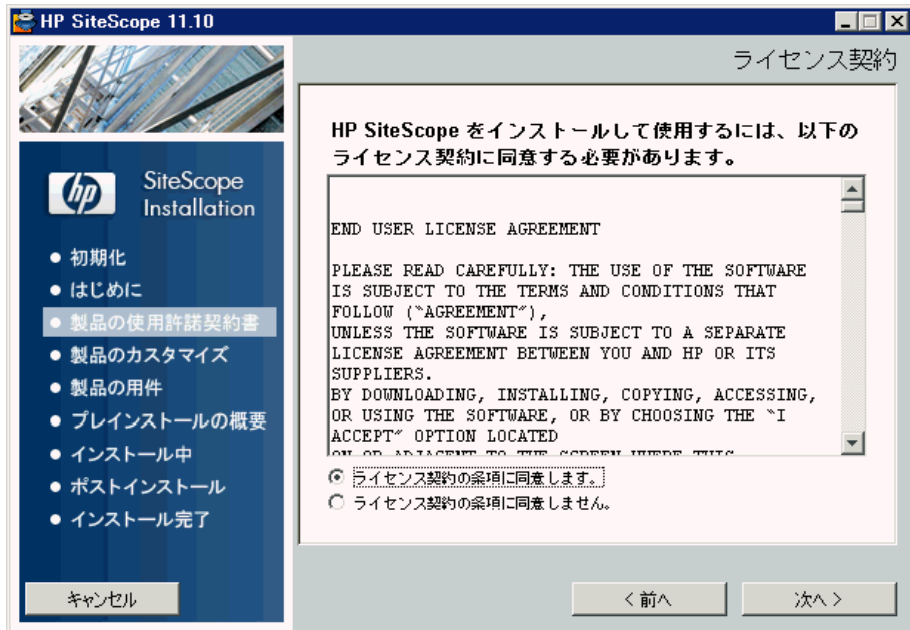 HP SiteScope 11.10
ライセンス契約
hp
SiteScope
Installation
初期化
はじめに
製品の使用許諾契約書
製品のカスタマイズ
製品の用件
プレインストールの概要
インストール中
ポストインストール
インストール完了
キャンセル
HP SiteScope をインストールして使用するには、以下の
ライセンス契約に同意する必要があります。
END USER LICENSE AGREEMENT
PLEASE READ CAREFULLY: THE USE OF THE SOFTWARE
IS SUBJECT TO THE TERMS AND CONDITIONS THAT
FOLLOW (“AGREEMENT”),
UNLESS THE SOFTWARE IS SUBJECT TO A SEPARATE
LICENSE AGREEMENT BETWEEN YOU AND HP OR ITS
SUPPLIERS.
BY DOWNLOADING, INSTALLING, COPYING, ACCESSING,
OR USING THE SOFTWARE, OR BY CHOOSING THE “I
ACCEPT” OPTION LOCATED
ON OR ADJACENT TO THE SCREEN WHERE THIS
ライセンス契約の条項に同意します。
ライセンス契約の条項に同意しません。
< 前へ
次へ >